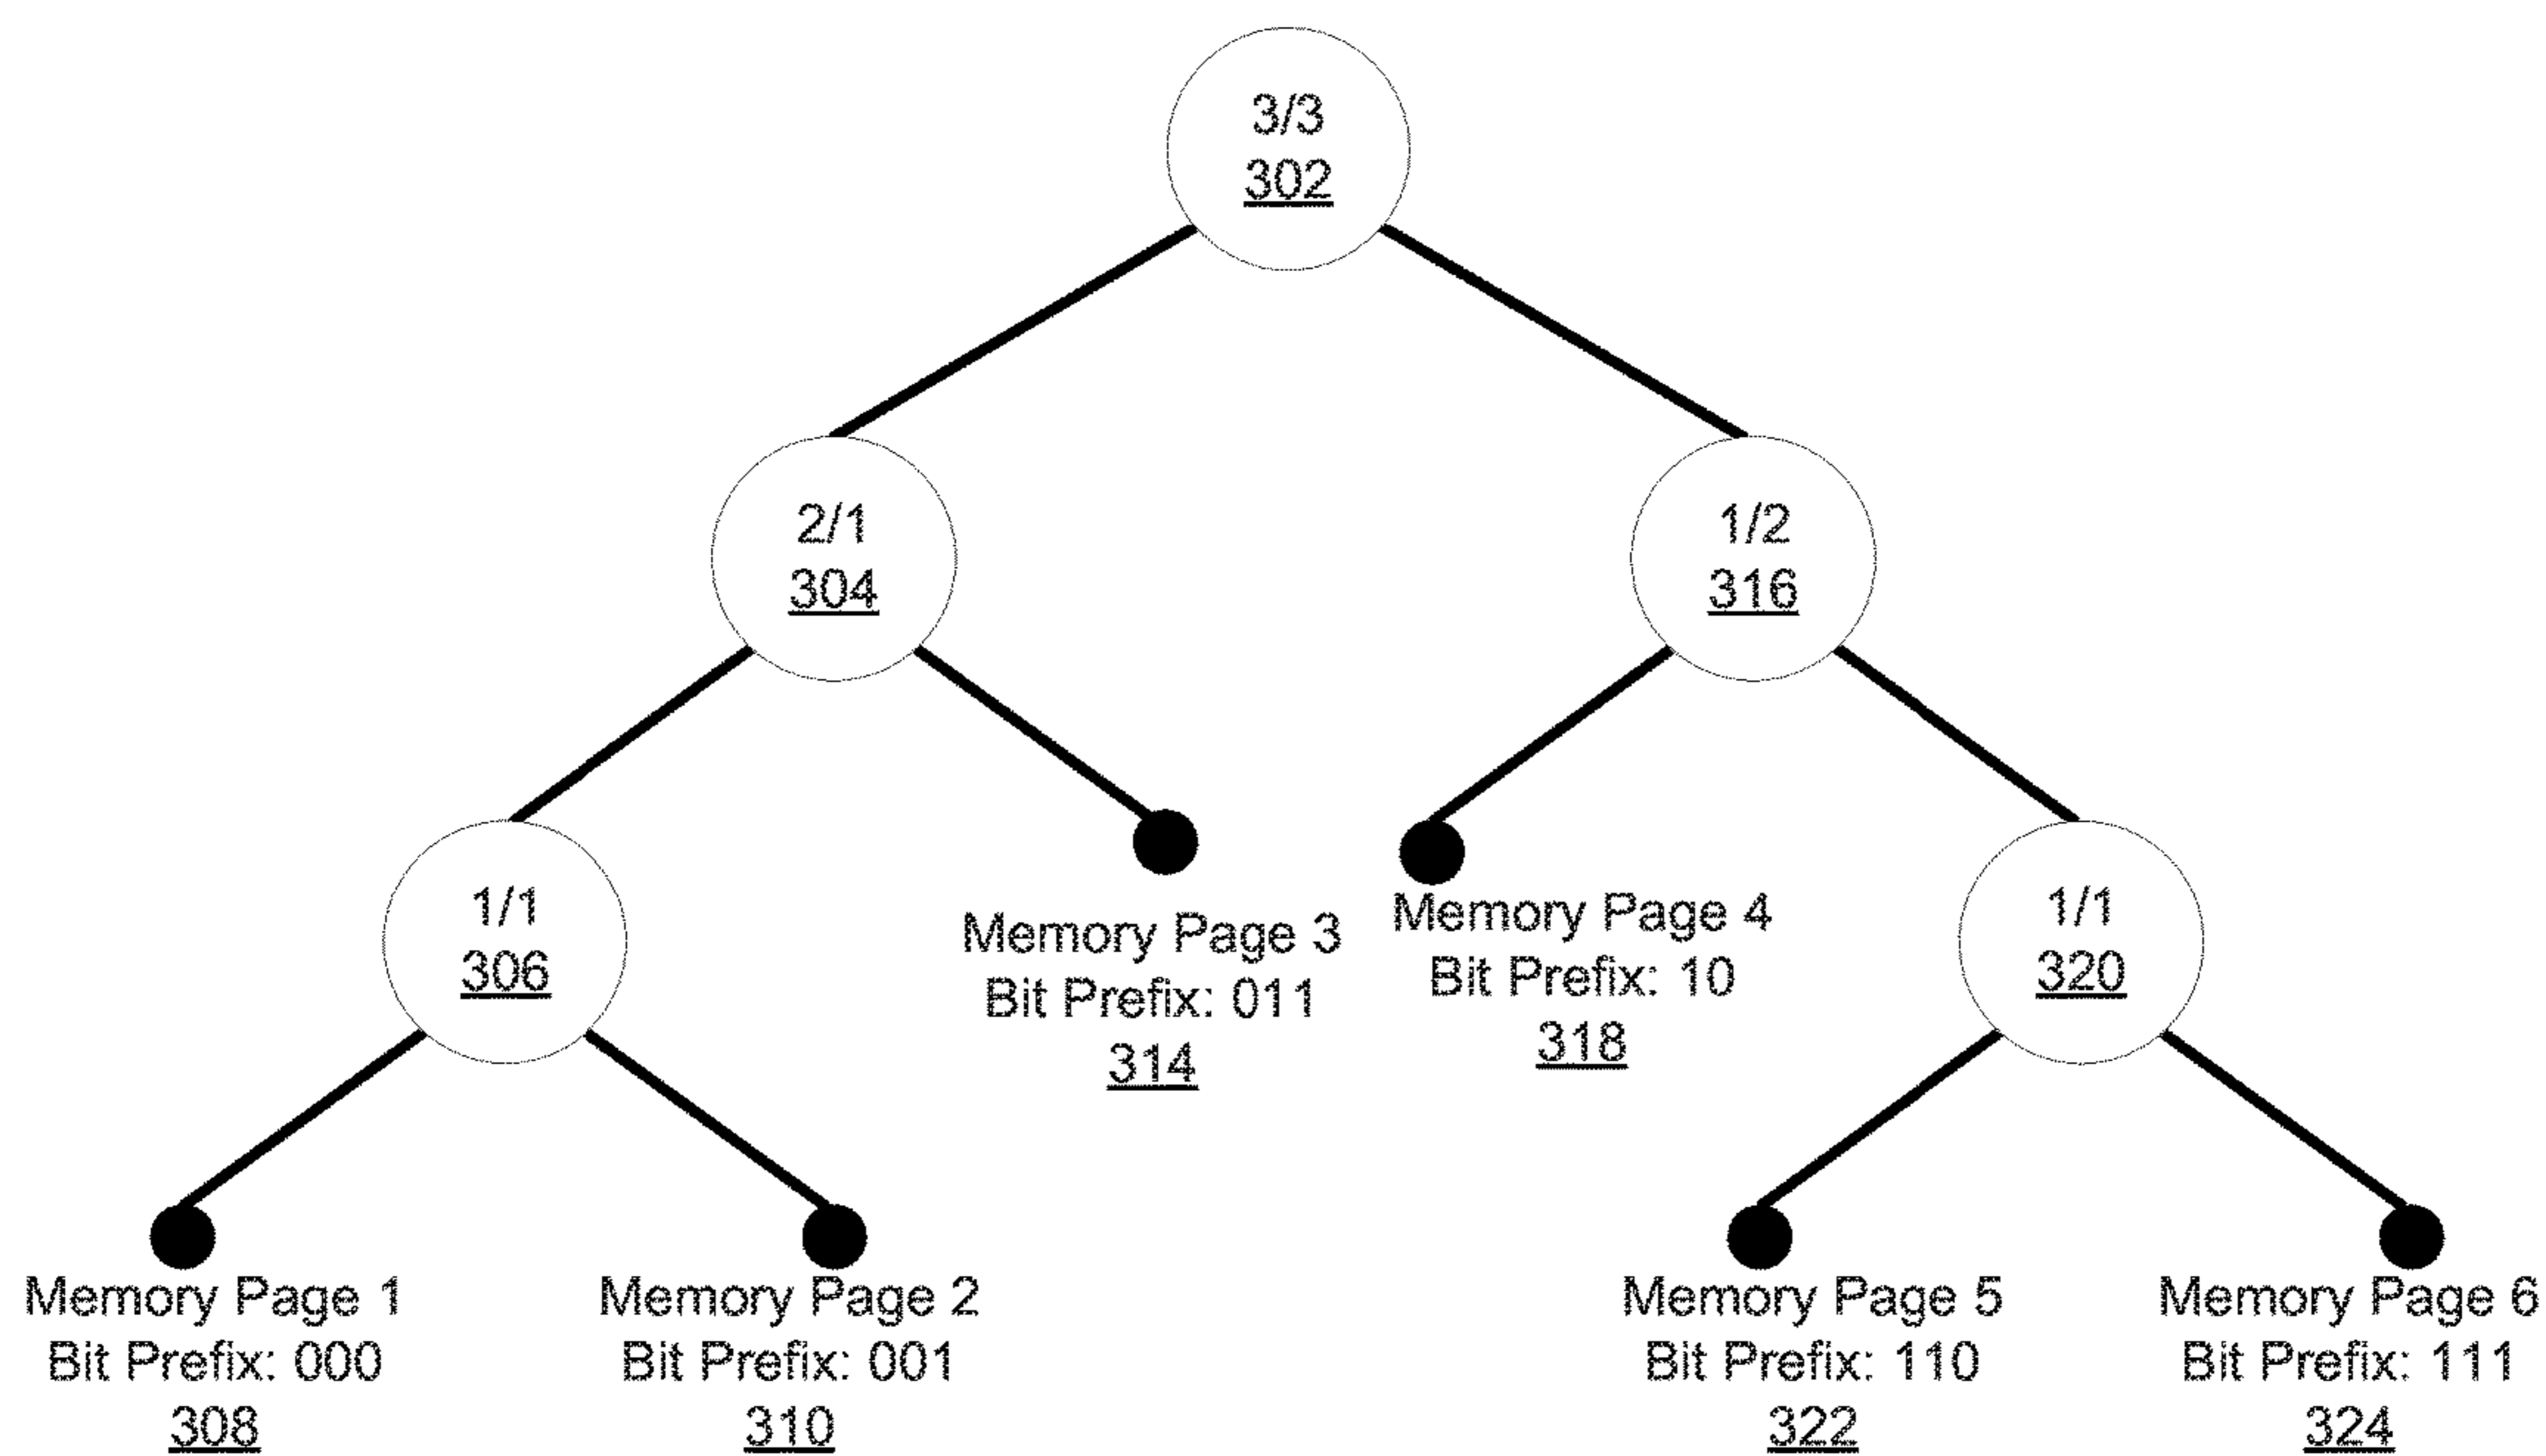 3/3
302
2/1
304
1/2
316
1/1
306
Memory Page 3
Bit Prefix: 011
314
Memory Page 4
Bit Prefix: 10
318
1/1
320
Memory Page 1
Bit Prefix: 000
308
Memory Page 2
Bit Prefix: 001
310
Memory Page 5
Bit Prefix: 110
322
Memory Page 6
Bit Prefix: 111
324